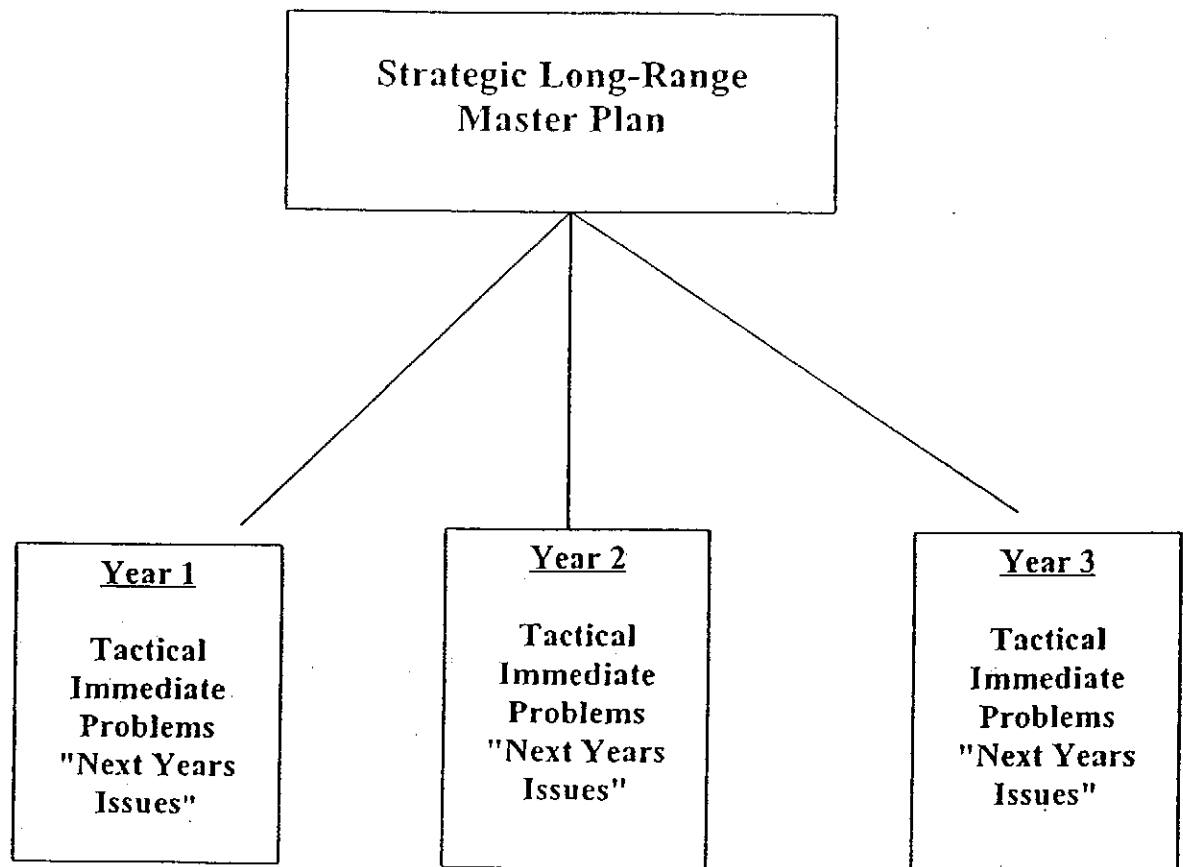 Strategic Long-Range
Master Plan
Year 1
Tactical
Immediate
Problems
"Next Years
Issues"
Year 2
Tactical
Immediate
Problems
"Next Years
Issues"
Year 3
Tactical
Immediate
Problems
"Next Years
Issues"